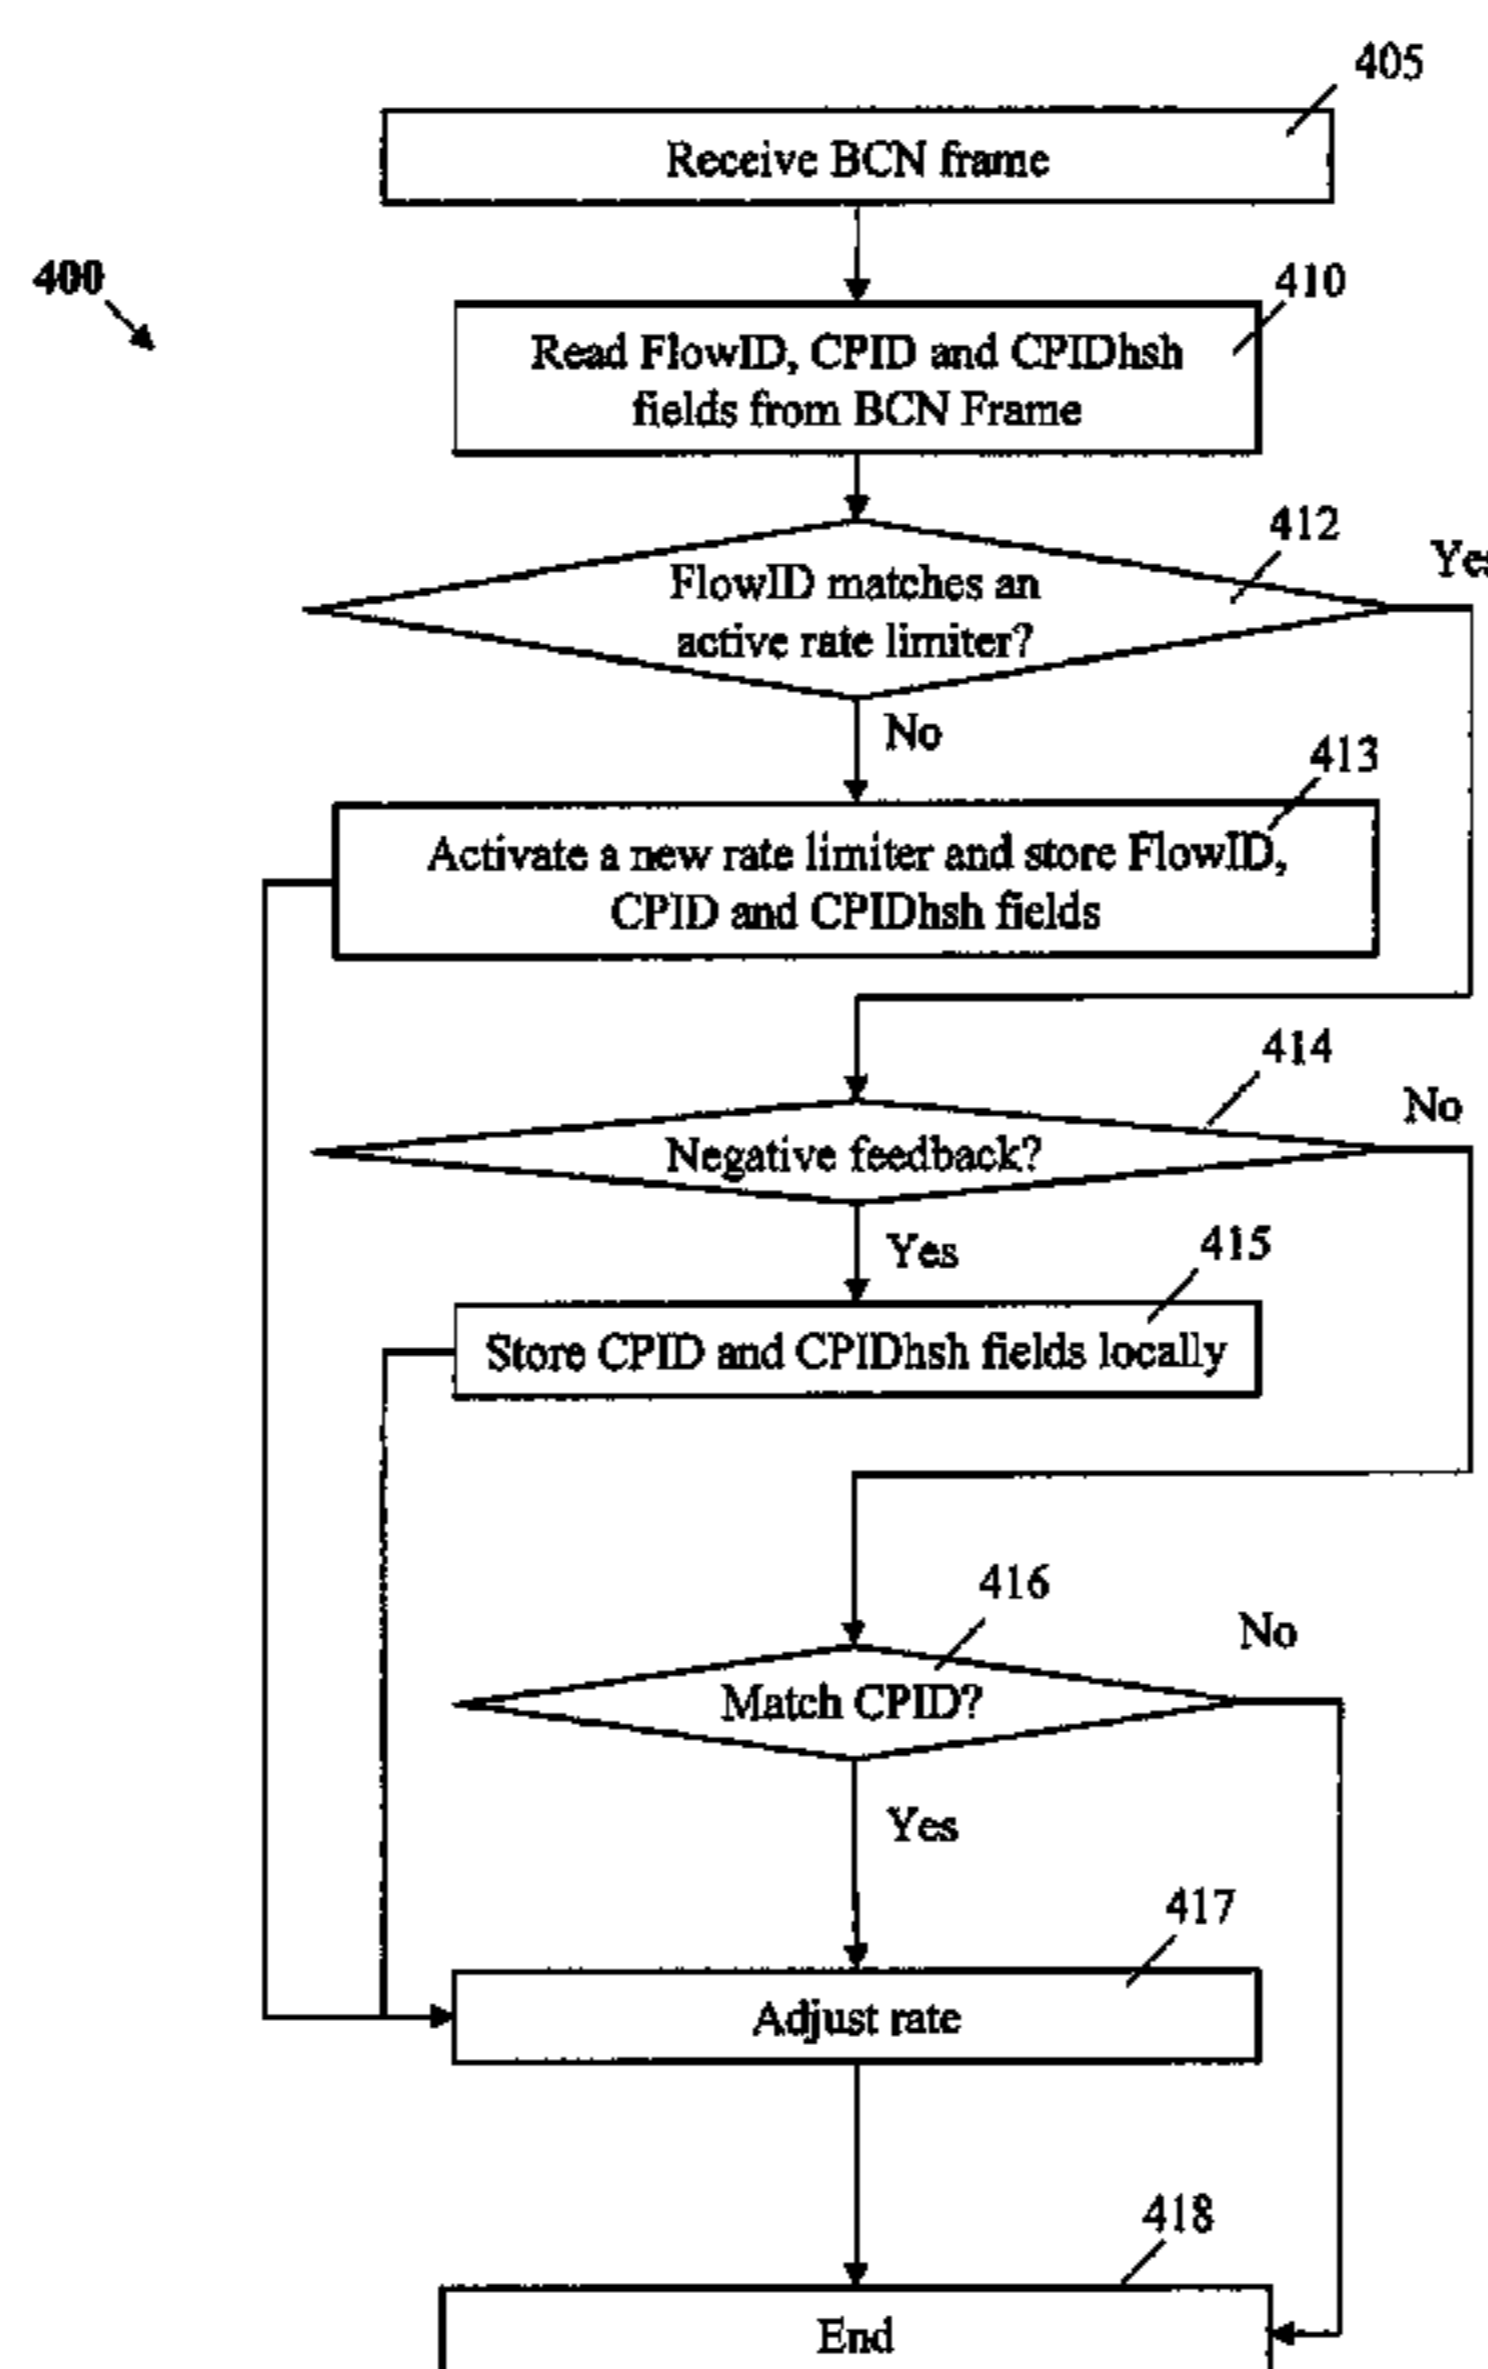 405
Receive BCN frame
400
410
Read FlowID, CPID and CPIDhsh
fields from BCN Frame
412
Yes
FlowID matches an
active rate limiter?
No
413
Activate a new rate limiter and store FlowID,
CPID and CPIDhsh fields
414
No
Negative feedback?
Yes
415
Store CPID and CPIDhsh fields locally
416
No
Match CPID?
Yes
417
Adjust rate
418
End